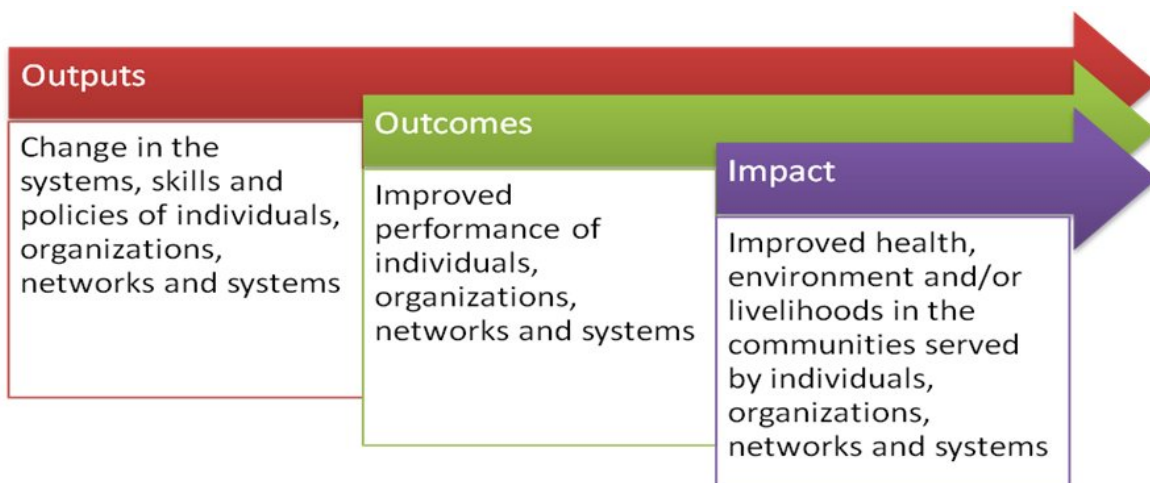 Outputs
Change in the
systems, skills and
policies of individuals,
organizations,
networks and systems
Outcomes
Improved
performance of
individuals,
organizations,
networks and systems
Impact
Improved health,
environment and/or
livelihoods in the
communities served
by individuals,
organizations,
networks and systems